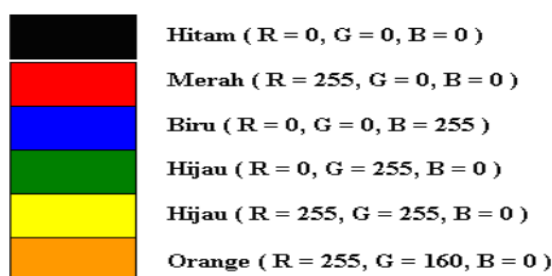 Hitam ( R = 0, G = 0, B = 0 )
Merah ( R = 255, G = 0, B = 0 )
Biru ( R = 0, G = 0, B = 255 )
Hijau ( R = 0, G = 255, B = 0 )
Hijau ( R = 255, G = 255, B = 0 )
Orange ( R = 255, G = 160, B = 0 )